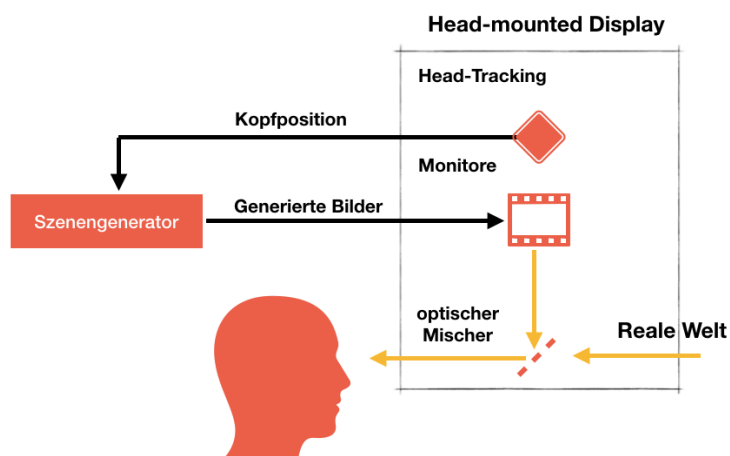 Head-mounted Display
Head-Tracking
Kopfposition
Monitore
Szenengenerator
Generierte Bilder
optischer
Mischer
Reale Welt